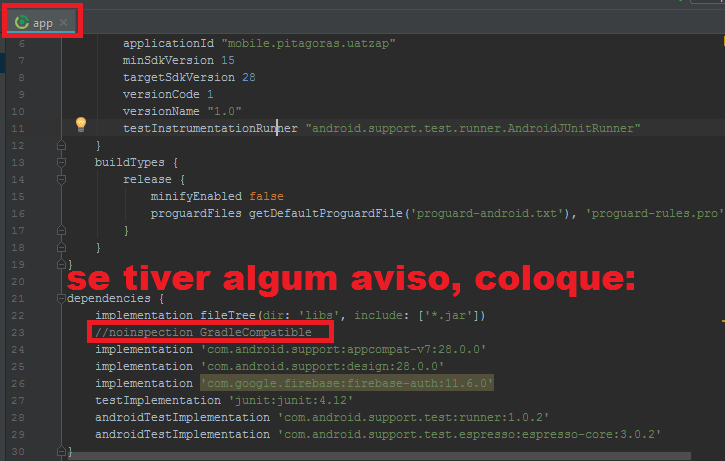 app
6 applicationId "mobile.pitagoras.uatzap"
7 minSdkVersion 15
8 targetSdkVersion 28
9 versionCode 1
10 versionName "1.0"
11 testInstrumentationRunner "android.support.test.runner.AndroidJUnitRunner"
12 }
13 buildTypes {
14 release {
15 minifyEnabled false
16 proguardFiles getDefaultProguardFile('proguard-android.txt'), 'proguard-rules.pro'
17 }
18 }
19 }
se tiver algum aviso, coloque:
21 dependencies {
22 implementation fileTree(dir: 'libs', include: ['*.jar'])
23 //noinspection GradleCompatible
24 implementation 'com.android.support:appcompat-v7:28.0.0'
25 implementation 'com.android.support:design:28.0.0'
26 implementation 'com.google.firebase:firebase-auth:11.6.0'
27 testImplementation 'junit:junit:4.12'
28 androidTestImplementation 'com.android.support.test:runner:1.0.2'
29 androidTestImplementation 'com.android.support.test.espresso:espresso-core:3.0.2'
30 }